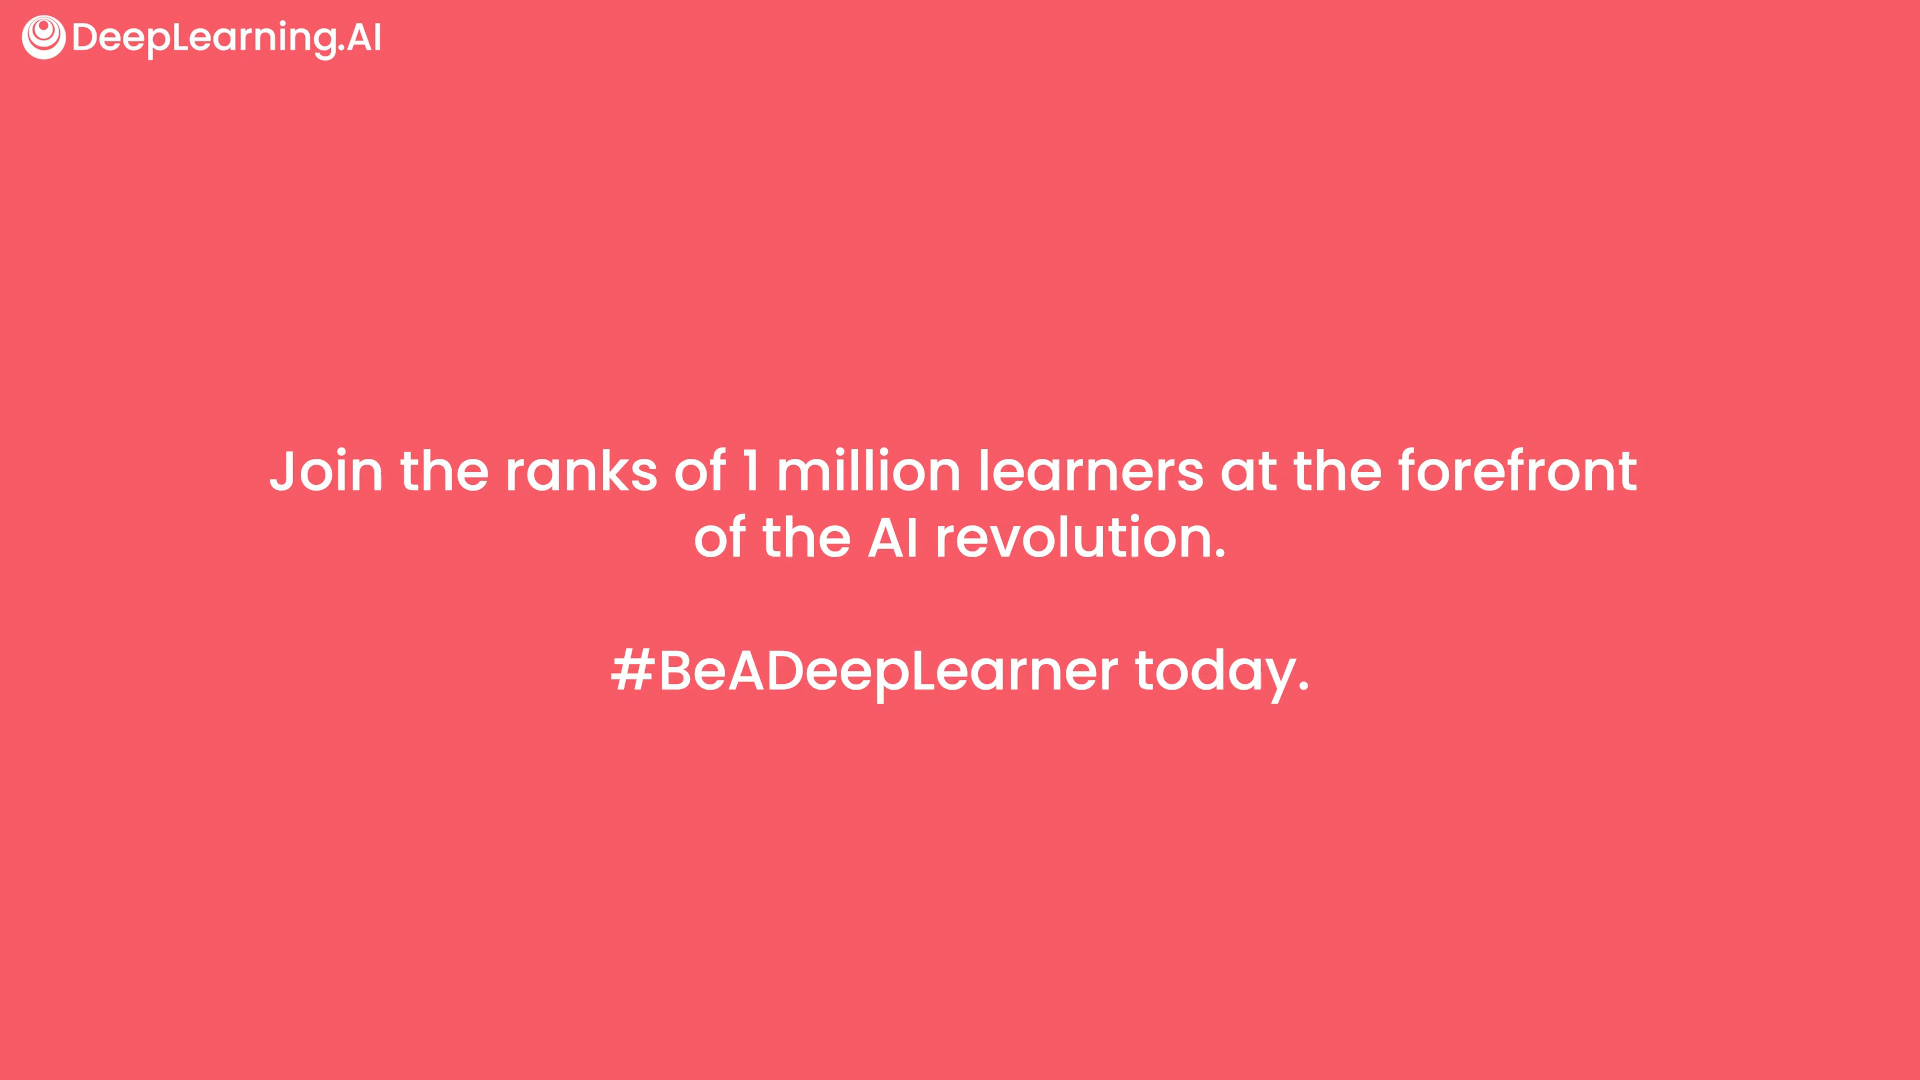 DeepLearning.AI
Join the ranks of 1 million learners at the forefront
of the AI revolution.
#BeADeepLearner today.